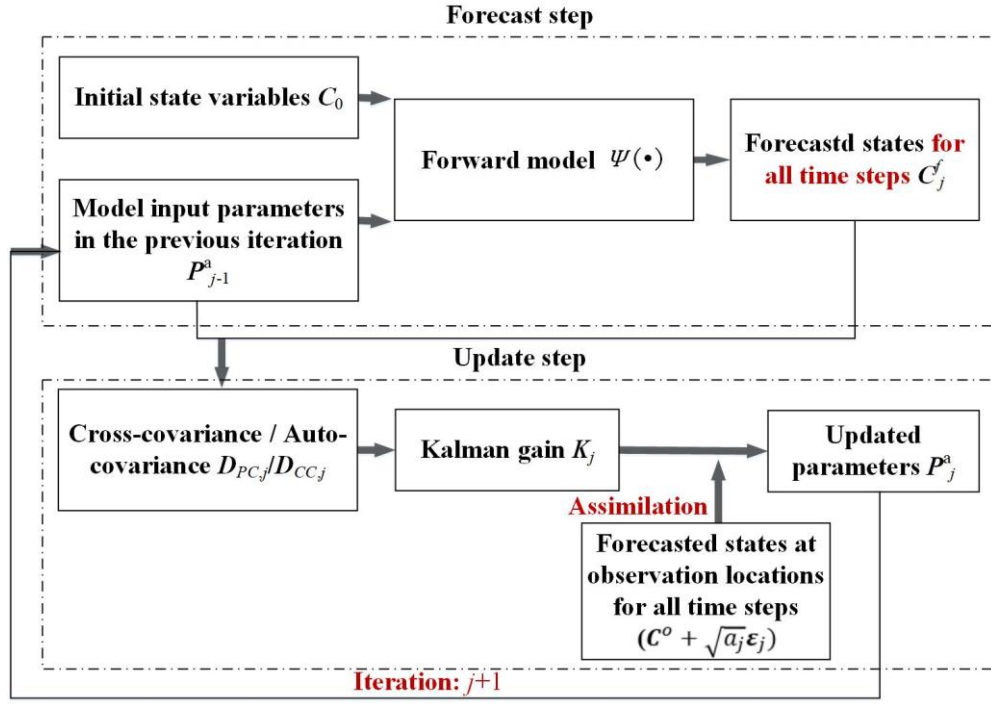 Forecast step
Initial state variables C₀
Model input parameters
in the previous iteration
Pᵃⱼ₋₁
Forward model Ψ(•)
Forecastd states for
all time steps Cᶠⱼ
Update step
Cross-covariance / Auto-
covariance D_PC,j/D_CC,j
Kalman gain Kⱼ
Updated
parameters Pᵃⱼ
Assimilation
Forecasted states at
observation locations
for all time steps
(Cᵒ + √aⱼεⱼ)
Iteration: j+1